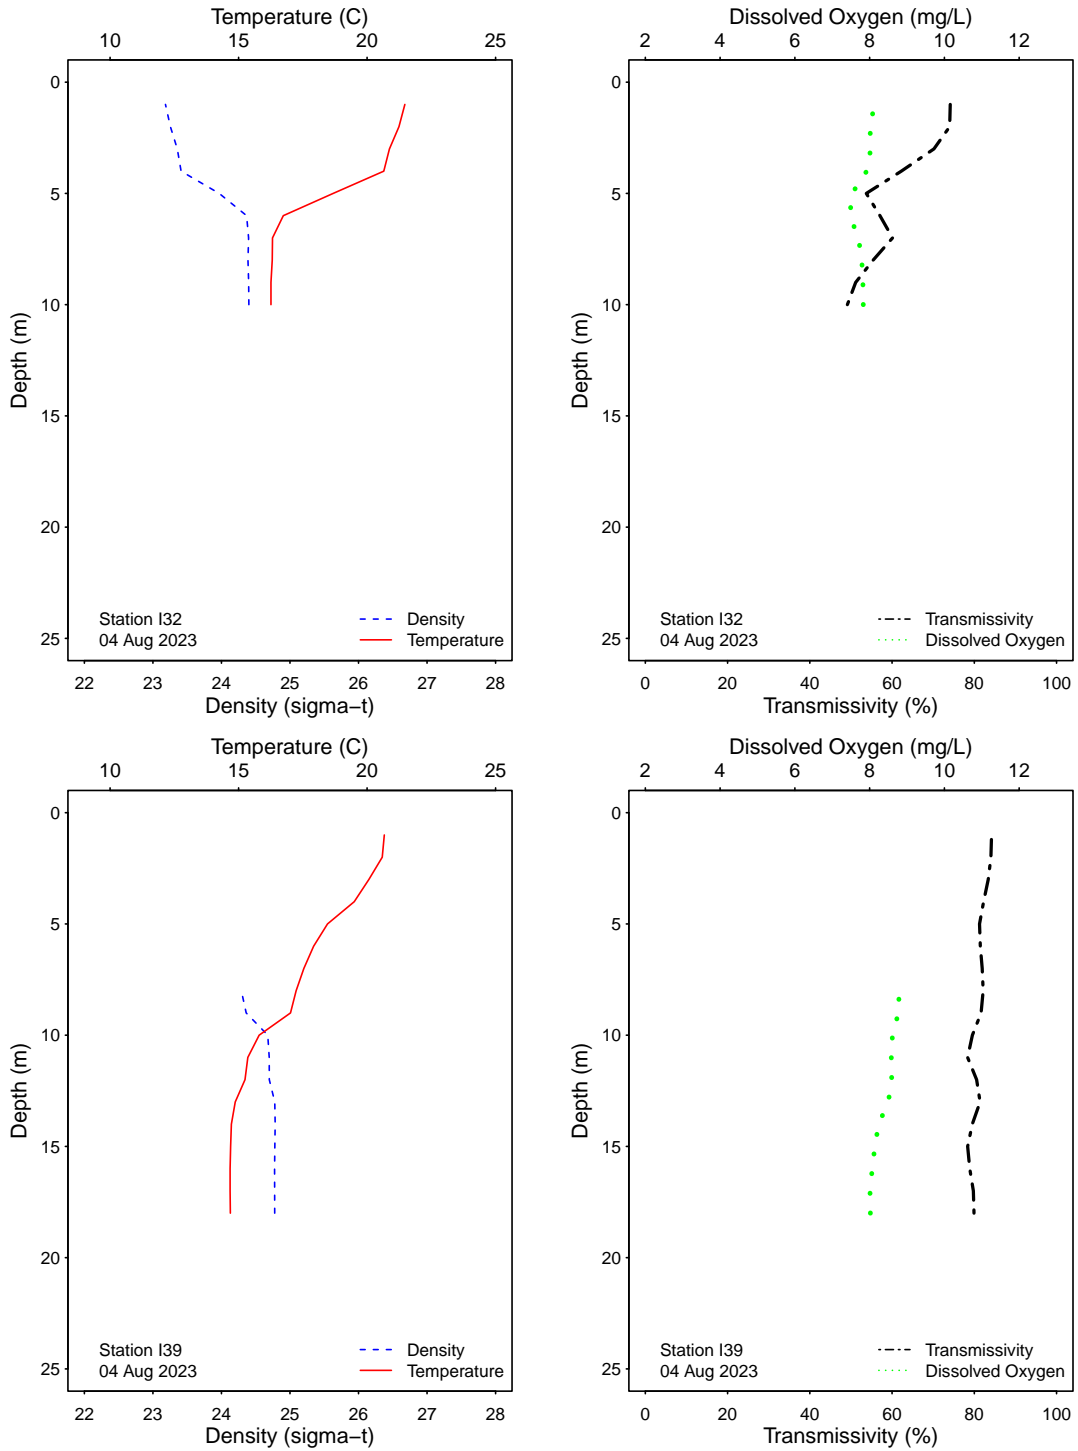 Temperature (C)
10 15 20 25
0
5
10
15
20
25
Depth (m)
Station I32
04 Aug 2023
Density
Temperature
22 23 24 25 26 27 28
Density (sigma−t)
Dissolved Oxygen (mg/L)
2 4 6 8 10 12
0
5
10
15
20
25
Depth (m)
Station I32
04 Aug 2023
Transmissivity
Dissolved Oxygen
0 20 40 60 80 100
Transmissivity (%)
Temperature (C)
10 15 20 25
0
5
10
15
20
25
Depth (m)
Station I39
04 Aug 2023
Density
Temperature
22 23 24 25 26 27 28
Density (sigma−t)
Dissolved Oxygen (mg/L)
2 4 6 8 10 12
0
5
10
15
20
25
Depth (m)
Station I39
04 Aug 2023
Transmissivity
Dissolved Oxygen
0 20 40 60 80 100
Transmissivity (%)